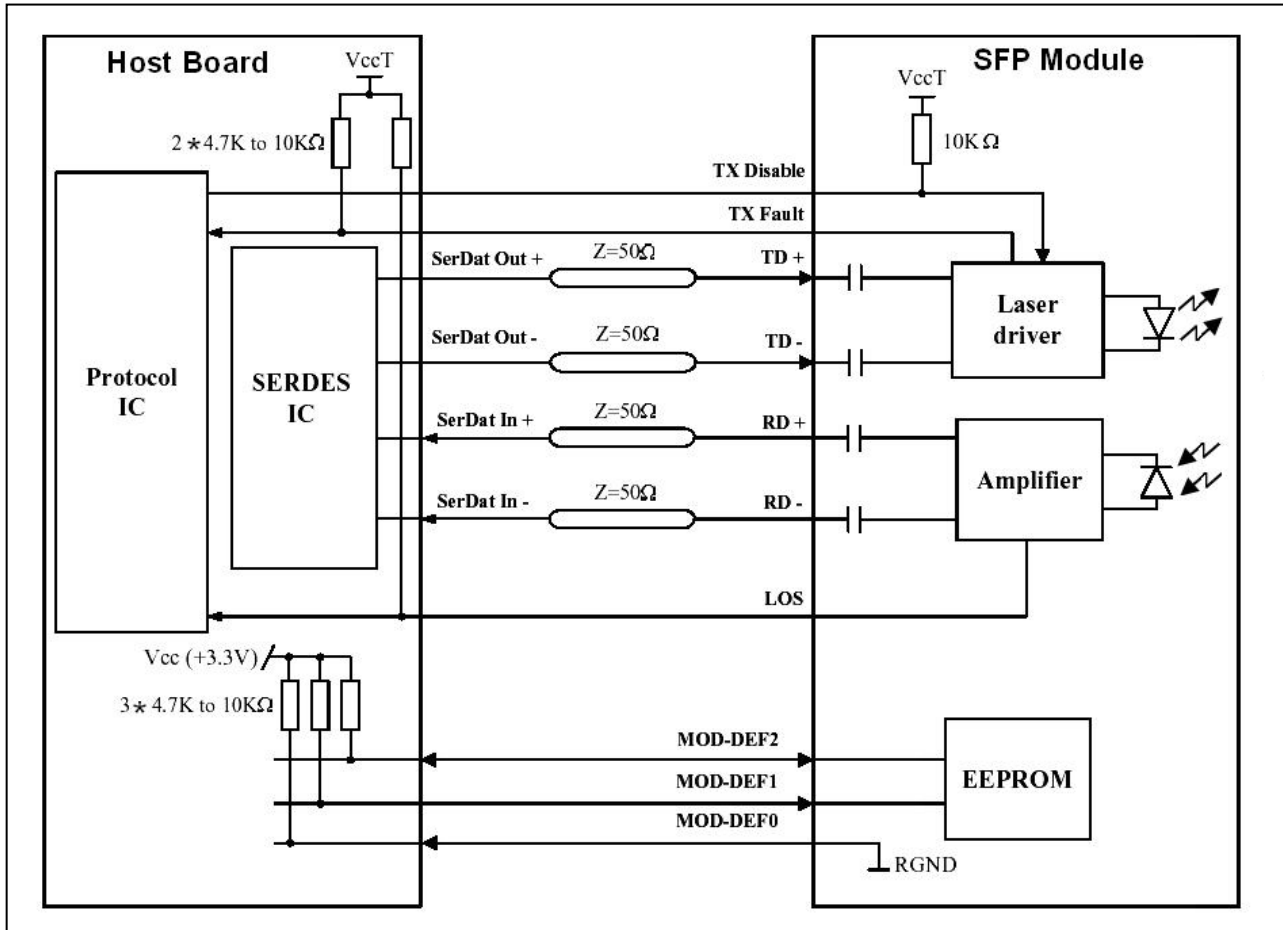 Host Board
SFP Module
VccT
VccT
2*4.7K to 10KΩ
10KΩ
TX Disable
TX Fault
SerDat Out +
Z=50Ω
TD +
Laser driver
SerDat Out -
Z=50Ω
TD -
Protocol IC
SERDES IC
SerDat In +
Z=50Ω
RD +
Amplifier
SerDat In -
Z=50Ω
RD -
LOS
Vcc (+3.3V)
3*4.7K to 10KΩ
MOD-DEF2
MOD-DEF1
MOD-DEF0
EEPROM
RGND